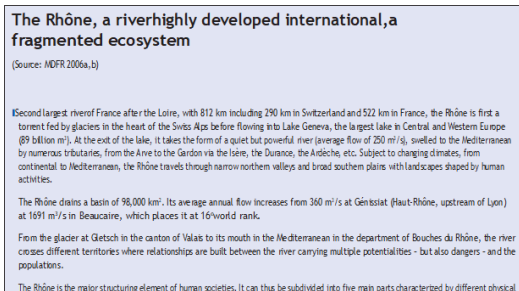 The Rhône, a riverhighly developed international,a
fragmented ecosystem
(Source: MDFR 2006a,b)
Second largest riverof France after the Loire, with 812 km including 290 km in Switzerland and 522 km in France, the Rhône is first a
torrent fed by glaciers in the heart of the Swiss Alps before flowing into Lake Geneva, the largest lake in Central and Western Europe
(89 billion m³). At the exit of the lake, it takes the form of a quiet but powerful river (average flow of 250 m³/s), swelled to the Mediterranean
by numerous tributaries, from the Arve to the Gardon via the Isère, the Durance, the Ardèche, etc. Subject to changing climates, from
continental to Mediterranean, the Rhône travels through narrow northern valleys and broad southern plains with landscapes shaped by human
activities.
The Rhône drains a basin of 98,000 km². Its average annual flow increases from 360 m³/s at Génissiat (Haut-Rhône, upstream of Lyon)
at 1691 m³/s in Beaucaire, which places it at 16ᵉworld rank.
From the glacier at Gletsch in the canton of Valais to its mouth in the Mediterranean in the department of Bouches du Rhône, the river
crosses different territories where relationships are built between the river carrying multiple potentialities - but also dangers - and the
populations.
The Rhône is the major structuring element of human societies. It can thus be subdivided into five main parts characterized by different physical